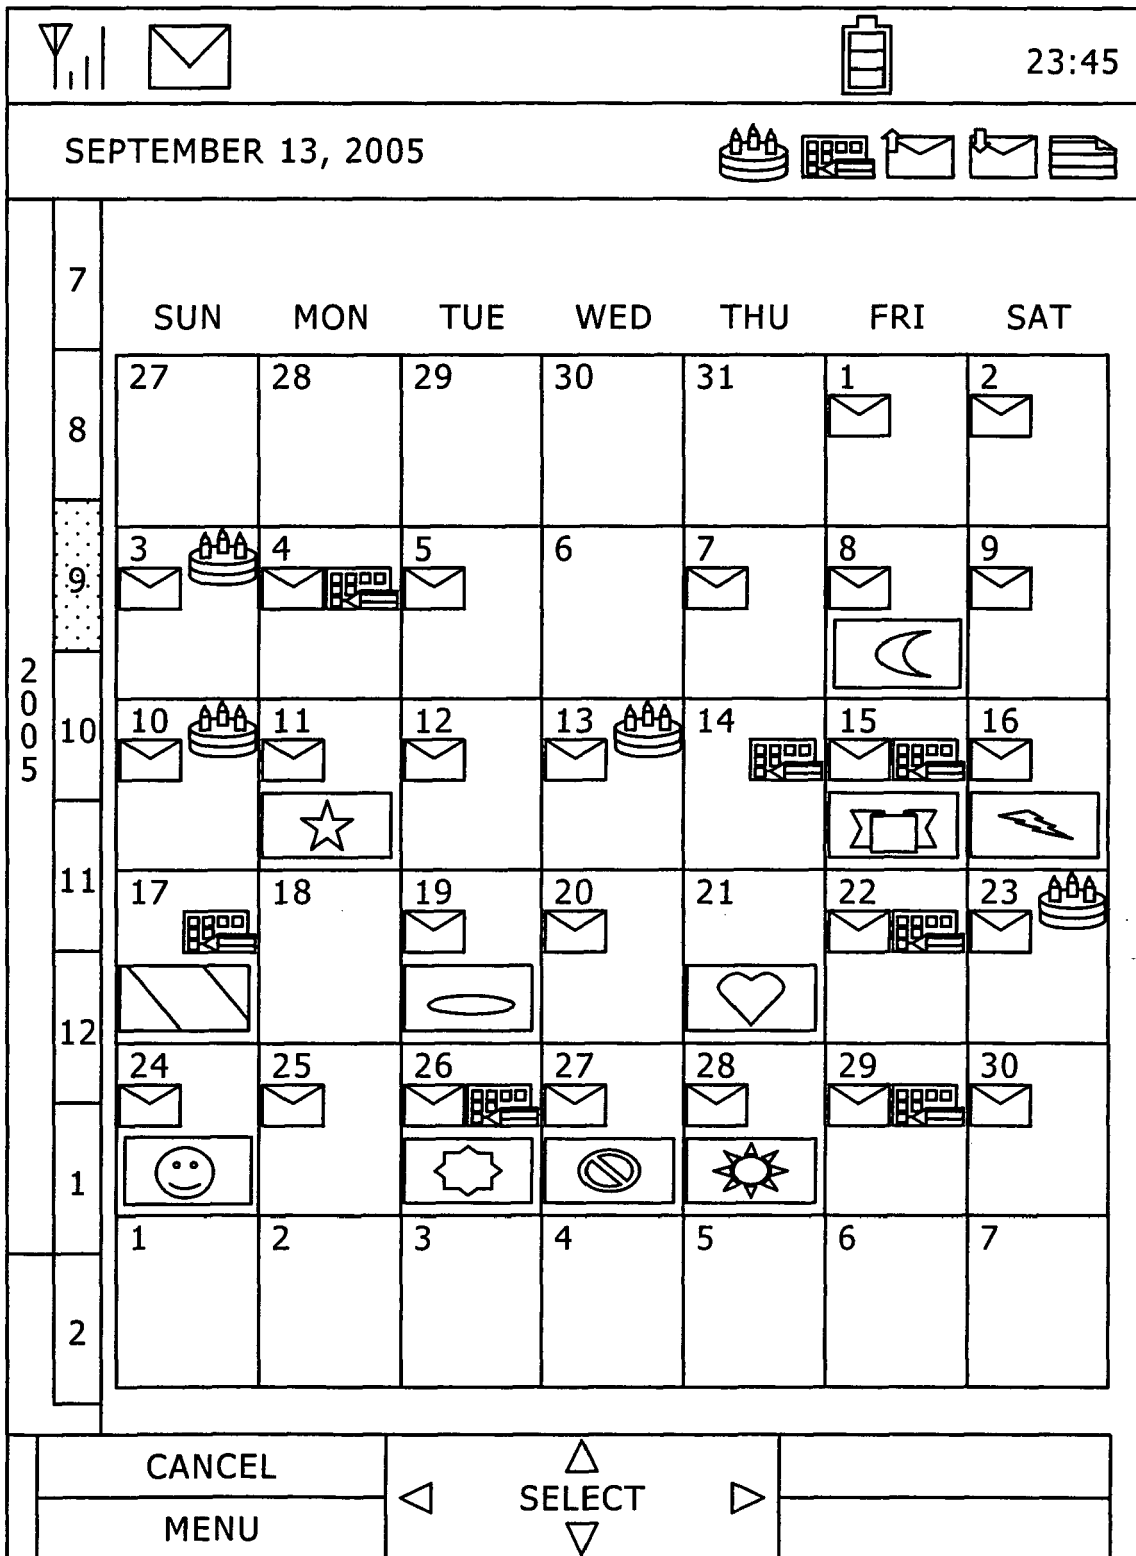 23:45
SEPTEMBER 13, 2005
2005
7
8
9
10
11
12
1
2
SUN MON TUE WED THU FRI SAT
27 28 29 30 31 1 2
3 4 5 6 7 8 9
10 11 12 13 14 15 16
17 18 19 20 21 22 23
24 25 26 27 28 29 30
1 2 3 4 5 6 7
CANCEL
SELECT
MENU